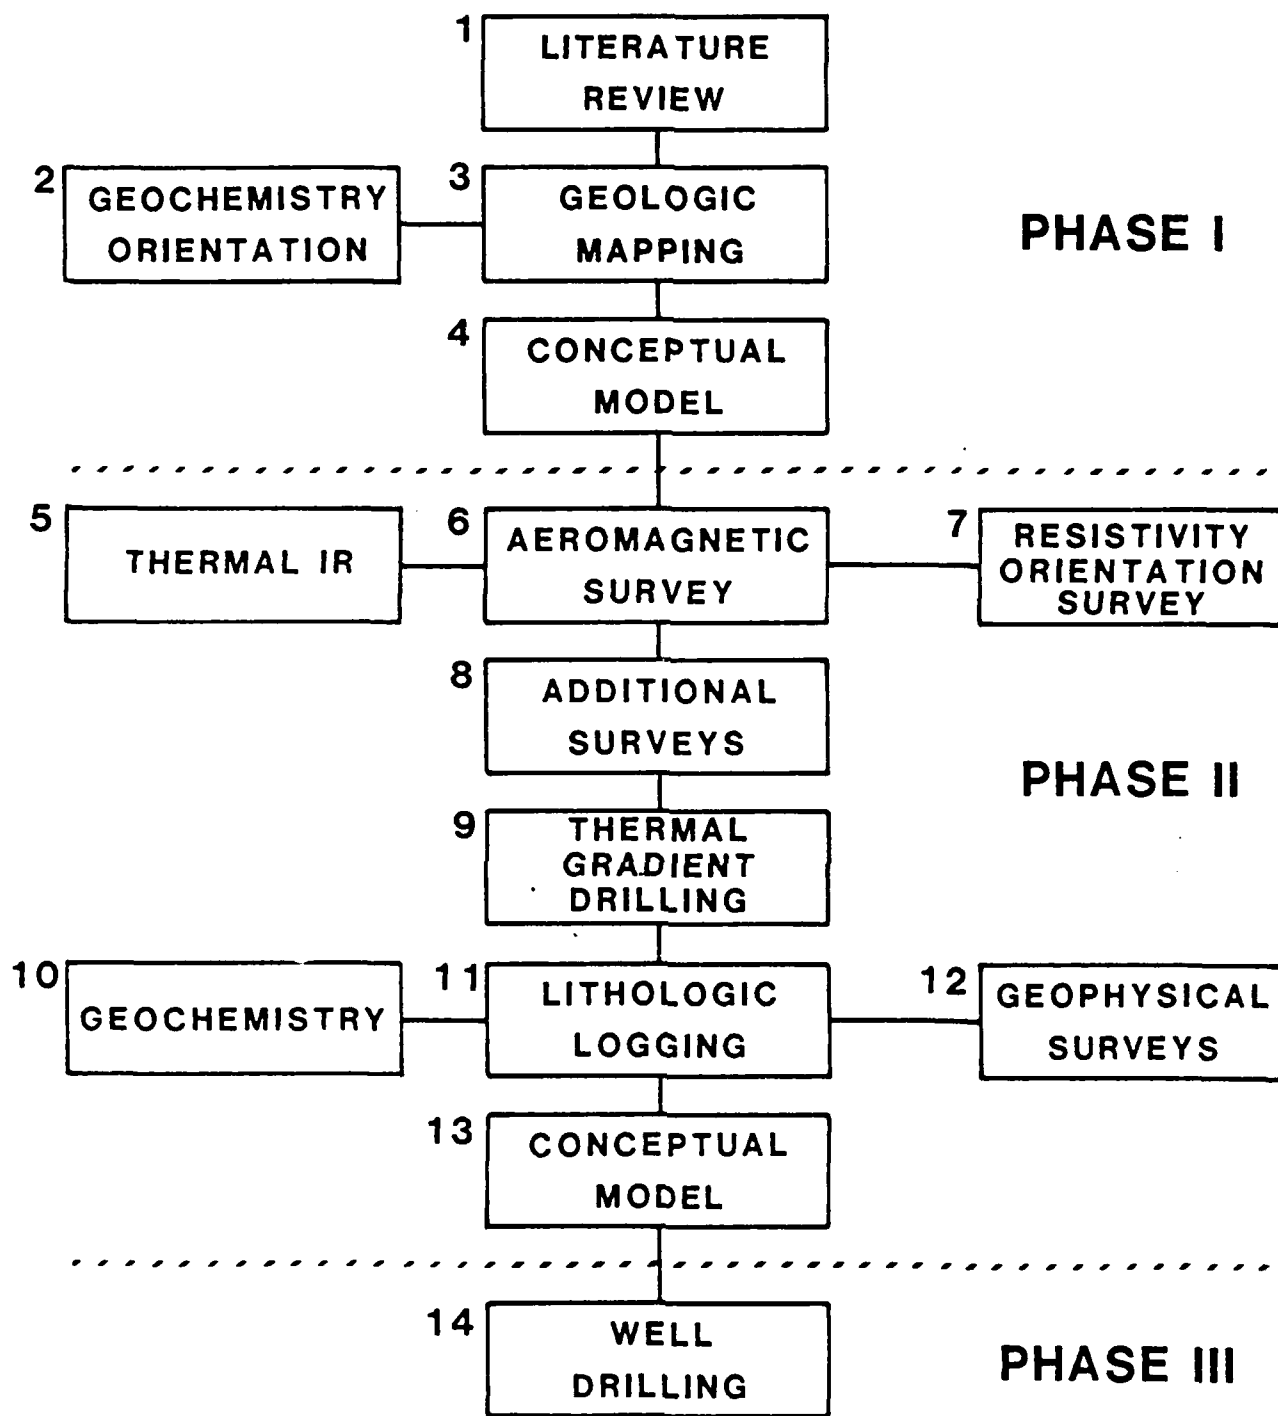 1
LITERATURE
REVIEW
2
GEOCHEMISTRY
ORIENTATION
3
GEOLOGIC
MAPPING
PHASE I
4
CONCEPTUAL
MODEL
5
THERMAL IR
6
AEROMAGNETIC
SURVEY
7
RESISTIVITY
ORIENTATION
SURVEY
8
ADDITIONAL
SURVEYS
PHASE II
9
THERMAL
GRADIENT
DRILLING
10
GEOCHEMISTRY
11
LITHOLOGIC
LOGGING
12
GEOPHYSICAL
SURVEYS
13
CONCEPTUAL
MODEL
14
WELL
DRILLING
PHASE III